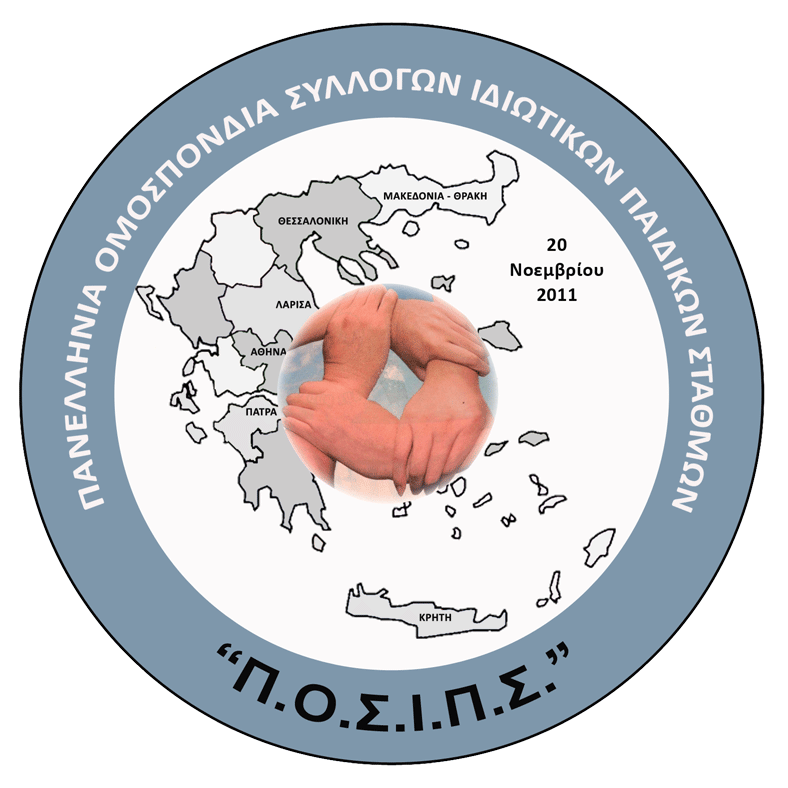 ΠΑΝΕΛΛΗΝΙΑ ΟΜΟΣΠΟΝΔΙΑ ΣΥΛΛΟΓΩΝ ΙΔΙΩΤΙΚΩΝ ΠΑΙΔΙΚΩΝ ΣΤΑΘΜΩΝ
ΜΑΚΕΔΟΝΙΑ - ΘΡΑΚΗ
ΘΕΣΣΑΛΟΝΙΚΗ
20
Νοεμβρίου
2011
ΛΑΡΙΣΑ
ΑΘΗΝΑ
ΠΑΤΡΑ
ΚΡΗΤΗ
“Π.Ο.Σ.Ι.Π.Σ.”